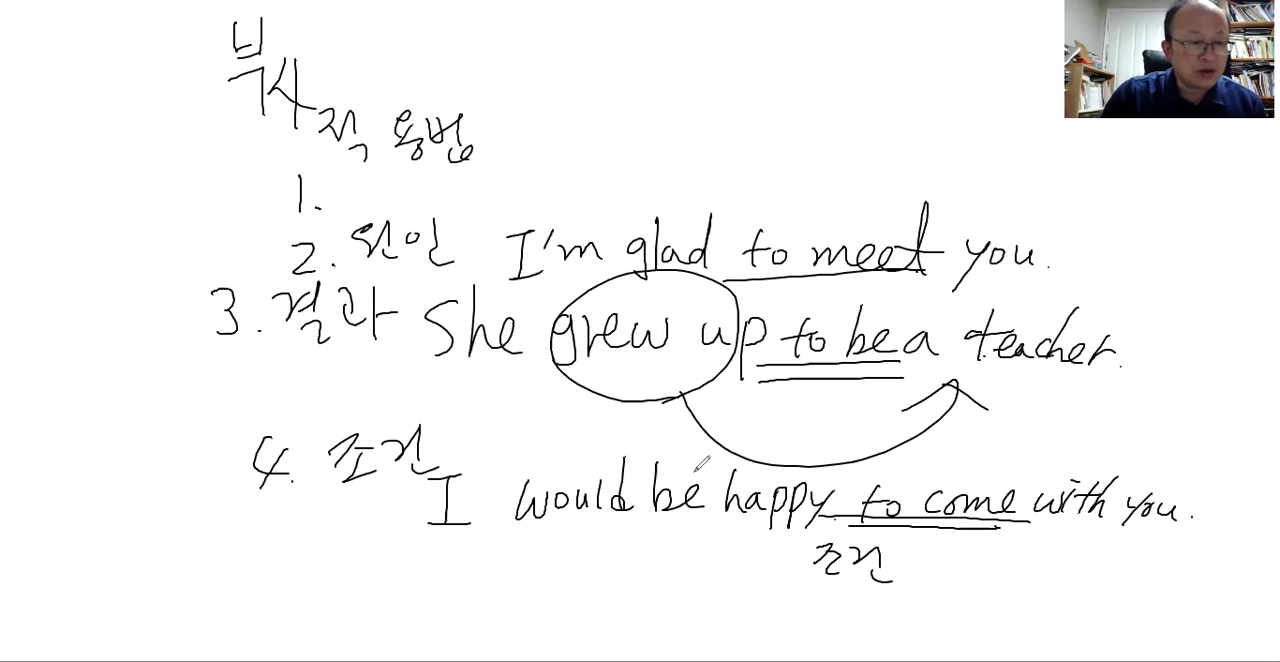 부사적 용법
1.
2. 원인 I'm glad to meet you.
3. 결과 She grew up to be a teacher.
4. 조건
I would be happy to come with you.
조건